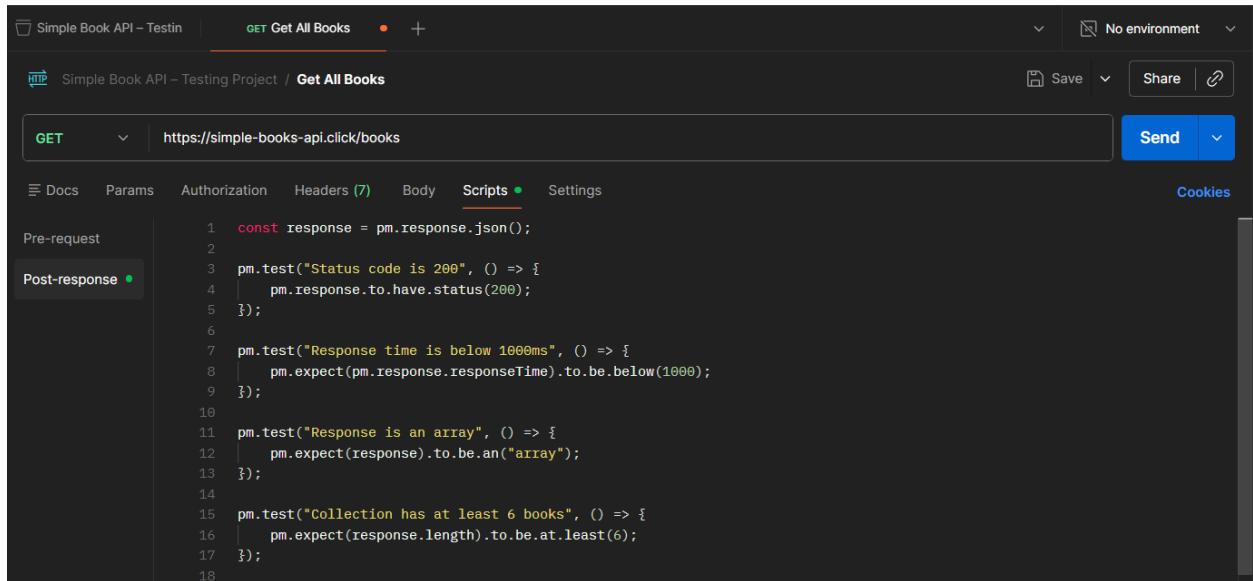 Simple Book API – Testin GET Get All Books No environment
HTTP Simple Book API – Testing Project / Get All Books Save Share
GET https://simple-books-api.click/books Send
Docs Params Authorization Headers (7) Body Scripts Settings Cookies
Pre-request
Post-response
1 const response = pm.response.json();
2
3 pm.test("Status code is 200", () => {
4 pm.response.to.have.status(200);
5 });
6
7 pm.test("Response time is below 1000ms", () => {
8 pm.expect(pm.response.responseTime).to.be.below(1000);
9 });
10
11 pm.test("Response is an array", () => {
12 pm.expect(response).to.be.an("array");
13 });
14
15 pm.test("Collection has at least 6 books", () => {
16 pm.expect(response.length).to.be.at.least(6);
17 });
18